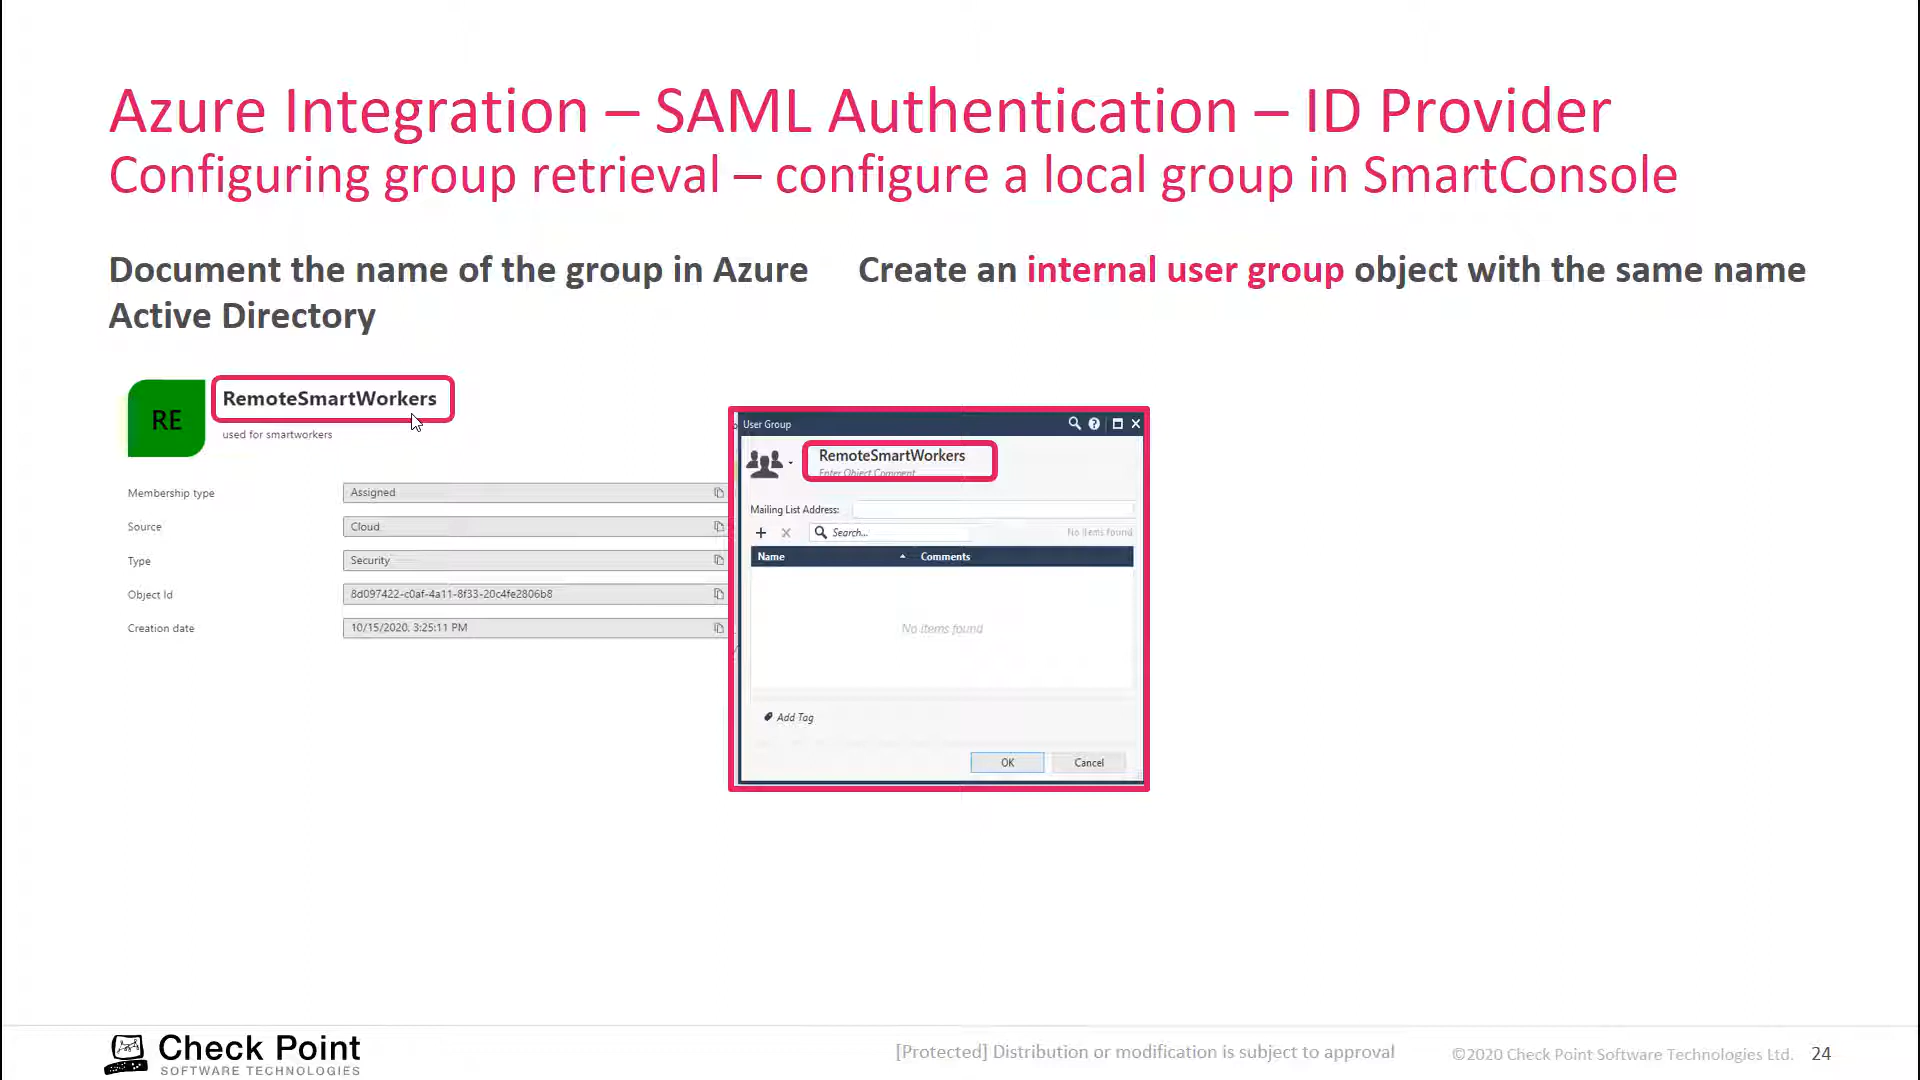 Azure Integration – SAML Authentication – ID Provider
Configuring group retrieval – configure a local group in SmartConsole
Document the name of the group in Azure
Active Directory
RE
RemoteSmartWorkers
used for smartworkers
Membership type
Assigned
Source
Cloud
Type
Security
Object Id
8d097422-c0af-4a11-8f33-20c4fe2806b8
Creation date
10/15/2020, 3:25:11 PM
Create an internal user group object with the same name
User Group
RemoteSmartWorkers
Enter Object Comment
Mailing List Address:
Search...
No items found
Name
Comments
No items found
Add Tag
OK
Cancel
Check Point
SOFTWARE TECHNOLOGIES
[Protected] Distribution or modification is subject to approval
©2020 Check Point Software Technologies Ltd.
24